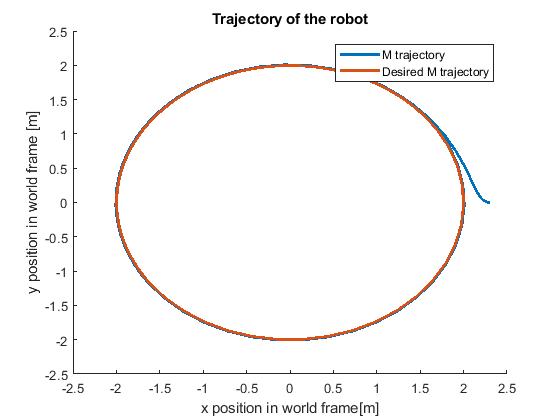 Trajectory of the robot
2.5
2
1.5
1
0.5
0
-0.5
-1
-1.5
-2
-2.5
M trajectory
Desired M trajectory
y position in world frame [m]
-2.5 -2 -1.5 -1 -0.5 0 0.5 1 1.5 2 2.5
x position in world frame[m]